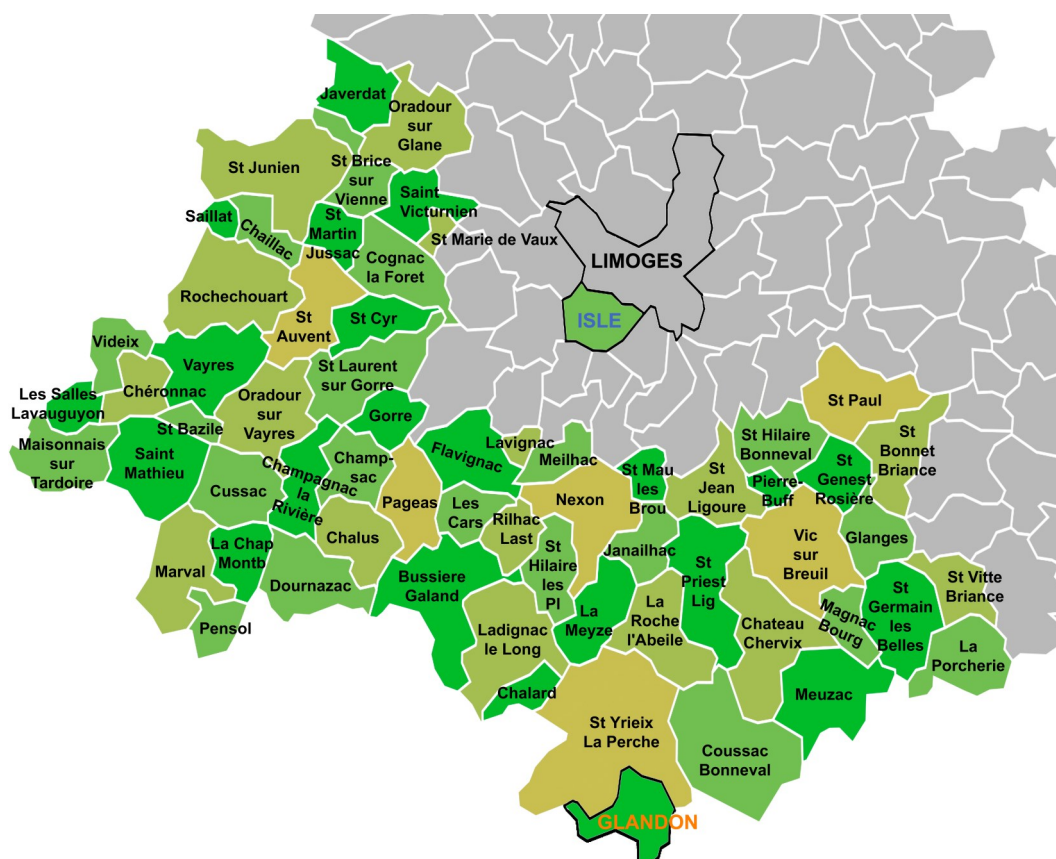 Javerdat
Oradour
sur
Glane
St Junien
St Brice
sur
Vienne
Saint
Victurnien
Saillat
Chaillac
St
Martin
Jussac
St Marie de Vaux
Cognac
la Foret
LIMOGES
Rochechouart
St
Auvent
St Cyr
ISLE
Videix
Vayres
St Laurent
sur Gorre
Les Salles
Lavauguyon
Chéronnac
Oradour
sur
Vayres
Gorre
St Paul
Maisonnais
sur
Tardoire
St Bazile
Saint
Mathieu
Champagnac
la
Rivière
Champ-
sac
Flavignac
Lavignac
Meilhac
St Mau
les
Brou
St
Jean
Ligoure
St Hilaire
Bonneval
St
Bonnet
Briance
Cussac
Pageas
Les
Cars
Nexon
Pierre-
Buff
St
Genest
Rosière
Chalus
Rilhac
Last
Marval
La Chap
Montb
Dournazac
Bussiere
Galand
St
Hilaire
les
Pl
Janailhac
St
Priest
Lig
Vic
sur
Breuil
Glanges
Pensol
Ladignac
le Long
La
Meyze
La
Roche
l'Abeile
Chateau
Chervix
Magnac
Bourg
St
Germain
les
Belles
St Vitte
Briance
La
Porcherie
Chalard
St Yrieix
La Perche
Meuzac
Coussac
Bonneval
GLANDON